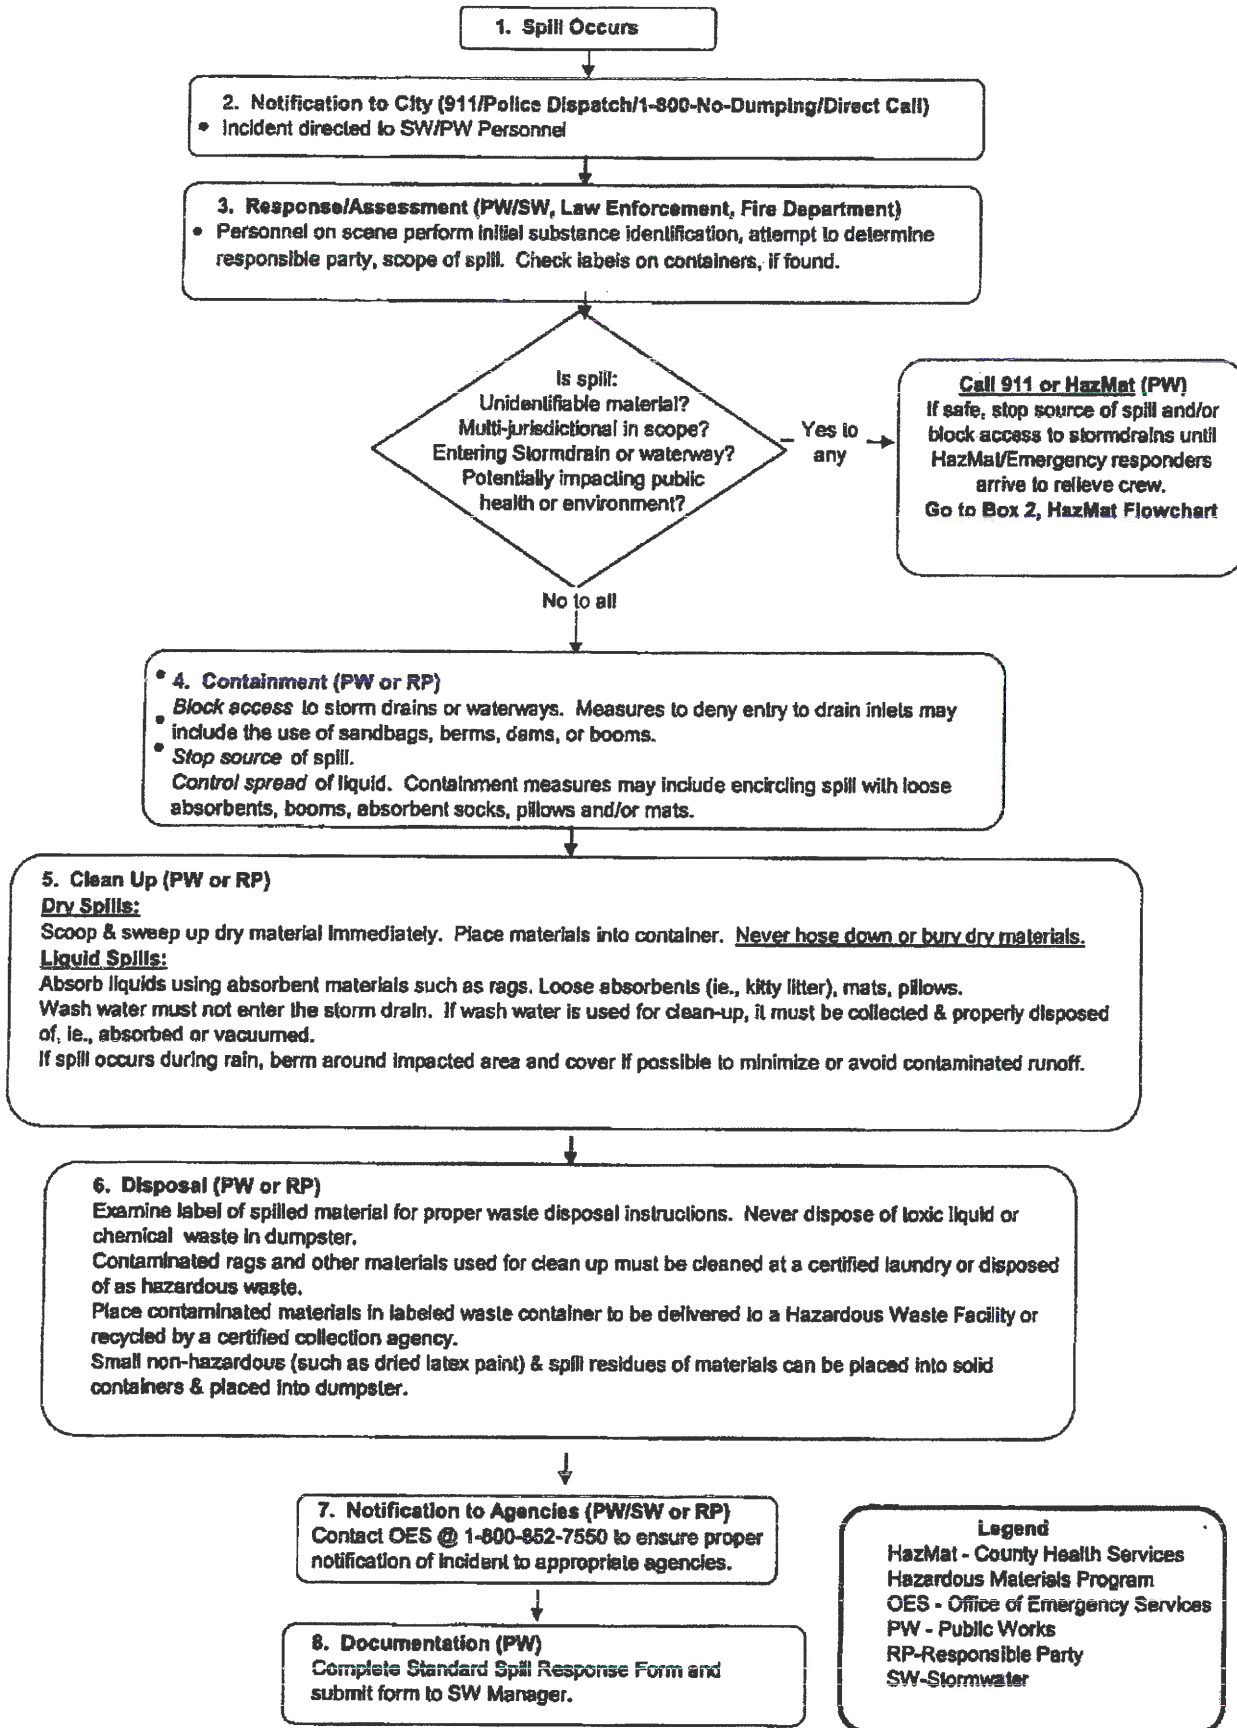 1. Spill Occurs
2. Notification to City (911/Police Dispatch/1-800-No-Dumping/Direct Call)
• Incident directed to SW/PW Personnel
3. Response/Assessment (PW/SW, Law Enforcement, Fire Department)
• Personnel on scene perform initial substance identification, attempt to determine
responsible party, scope of spill. Check labels on containers, if found.
Is spill:
Unidentifiable material?
Multi-jurisdictional in scope?
Entering Stormdrain or waterway?
Potentially impacting public
health or environment?
Yes to
any
Call 911 or HazMat (PW)
If safe, stop source of spill and/or
block access to stormdrains until
HazMat/Emergency responders
arrive to relieve crew.
Go to Box 2, HazMat Flowchart
No to all
• 4. Containment (PW or RP)
Block access to storm drains or waterways. Measures to deny entry to drain inlets may
• include the use of sandbags, berms, dams, or booms.
• Stop source of spill.
Control spread of liquid. Containment measures may include encircling spill with loose
absorbents, booms, absorbent socks, pillows and/or mats.
5. Clean Up (PW or RP)
Dry Spills:
Scoop & sweep up dry material immediately. Place materials into container. Never hose down or bury dry materials.
Liquid Spills:
Absorb liquids using absorbent materials such as rags. Loose absorbents (ie., kitty litter), mats, pillows.
Wash water must not enter the storm drain. If wash water is used for clean-up, it must be collected & properly disposed
of, ie., absorbed or vacuumed.
If spill occurs during rain, berm around impacted area and cover if possible to minimize or avoid contaminated runoff.
6. Disposal (PW or RP)
Examine label of spilled material for proper waste disposal instructions. Never dispose of toxic liquid or
chemical waste in dumpster.
Contaminated rags and other materials used for clean up must be cleaned at a certified laundry or disposed
of as hazardous waste.
Place contaminated materials in labeled waste container to be delivered to a Hazardous Waste Facility or
recycled by a certified collection agency.
Small non-hazardous (such as dried latex paint) & spill residues of materials can be placed into solid
containers & placed into dumpster.
7. Notification to Agencies (PW/SW or RP)
Contact OES @ 1-800-852-7550 to ensure proper
notification of incident to appropriate agencies.
8. Documentation (PW)
Complete Standard Spill Response Form and
submit form to SW Manager.
Legend
HazMat - County Health Services
Hazardous Materials Program
OES - Office of Emergency Services
PW - Public Works
RP-Responsible Party
SW-Stormwater